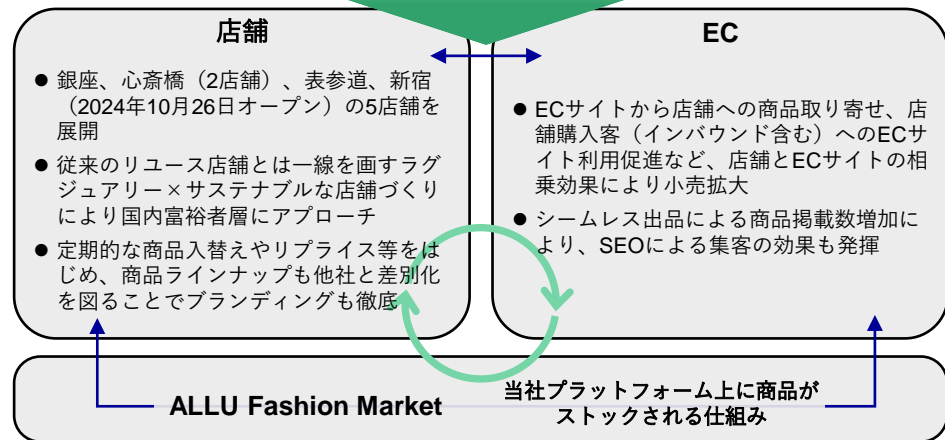 店舗
● 銀座、心斎橋（2店舗）、表参道、新宿
（2024年10月26日オープン）の5店舗を
展開
● 従来のリユース店舗とは一線を画すラグ
ジュアリー×サステナブルな店舗づくり
により国内富裕者層にアプローチ
● 定期的な商品入替えやリプライス等をは
じめ、商品ラインナップも他社と差別化
を図ることでブランディングも徹底
EC
● ECサイトから店舗への商品取り寄せ、店
舗購入客（インバウンド含む）へのECサ
イト利用促進など、店舗とECサイトの相
乗効果により小売拡大
● シームレス出品による商品掲載数増加に
より、SEOによる集客の効果も発揮
ALLU Fashion Market
当社プラットフォーム上に商品が
ストックされる仕組み